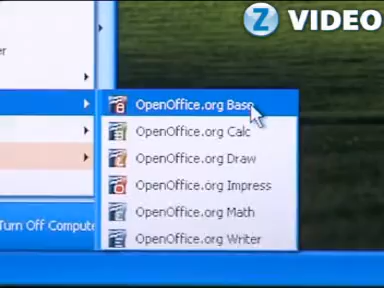 Z VIDEO
er
OpenOffice.org Base
OpenOffice.org Calc
OpenOffice.org Draw
OpenOffice.org Impress
OpenOffice.org Math
OpenOffice.org Writer
Turn Off Compute